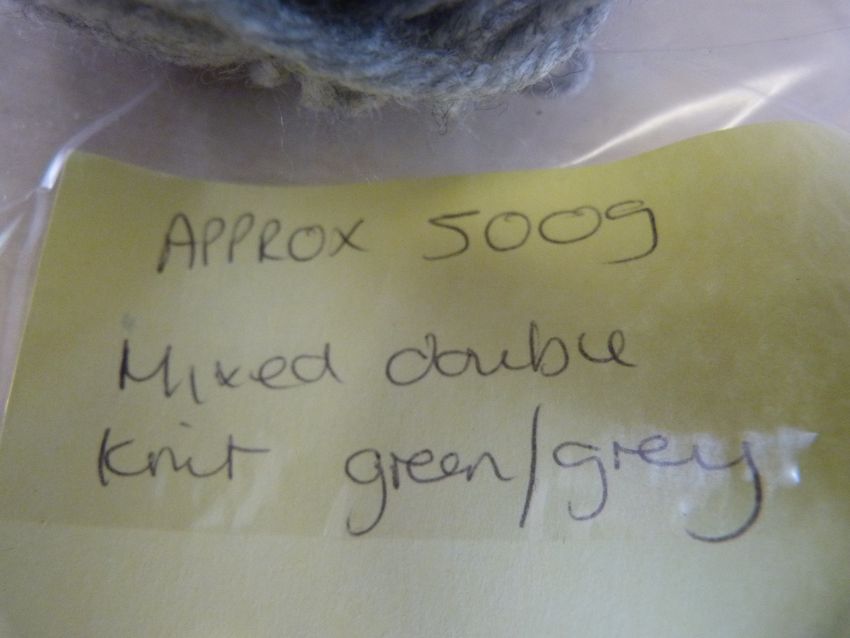 APPROX 500g
Mixed double
Knit green/grey